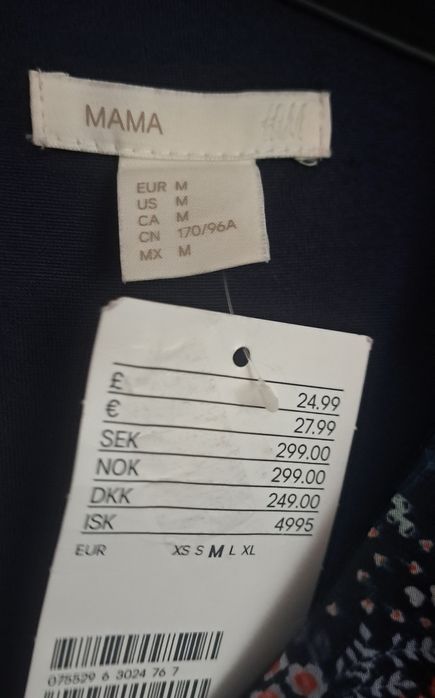 MAMA H&M
EUR M
US M
CA M
CN 170/96A
MX M
£ 24.99
€ 27.99
SEK 299.00
NOK 299.00
DKK 249.00
ISK 4995
EUR XS S M L XL
075529 6 3024 76 7